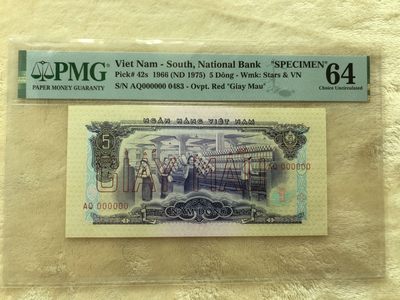 PMG
PAPER MONEY GUARANTY
Viet Nam - South, National Bank "SPECIMEN"
Pick# 42s 1966 (ND 1975) 5 Dông - Wmk: Stars & VN
S/N AQ000000 0483 - Ovpt. Red "Giay Mau"
64
Choice Uncirculated
NGÂN HÀNG VIỆT NAM
5
GIẤY MẪU
AQ 000000
AQ 000000